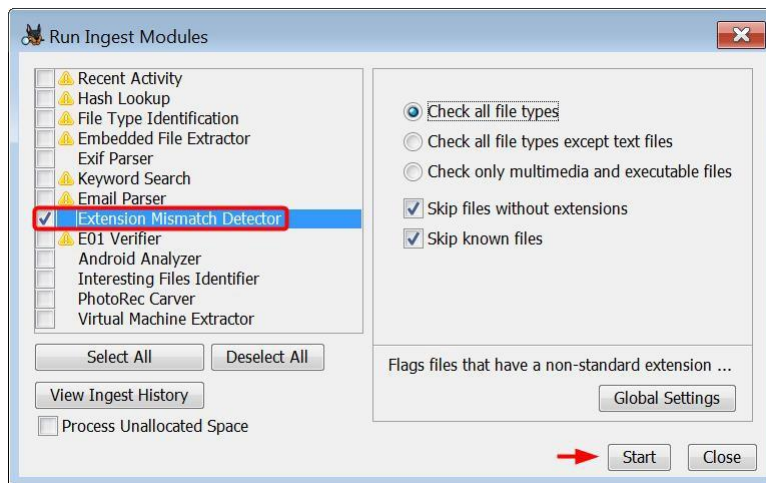 Run Ingest Modules
Recent Activity
Hash Lookup
File Type Identification
Embedded File Extractor
Exif Parser
Keyword Search
Email Parser
Extension Mismatch Detector
E01 Verifier
Android Analyzer
Interesting Files Identifier
PhotoRec Carver
Virtual Machine Extractor
Select All
Deselect All
View Ingest History
Process Unallocated Space
Check all file types
Check all file types except text files
Check only multimedia and executable files
Skip files without extensions
Skip known files
Flags files that have a non-standard extension ...
Global Settings
Start
Close